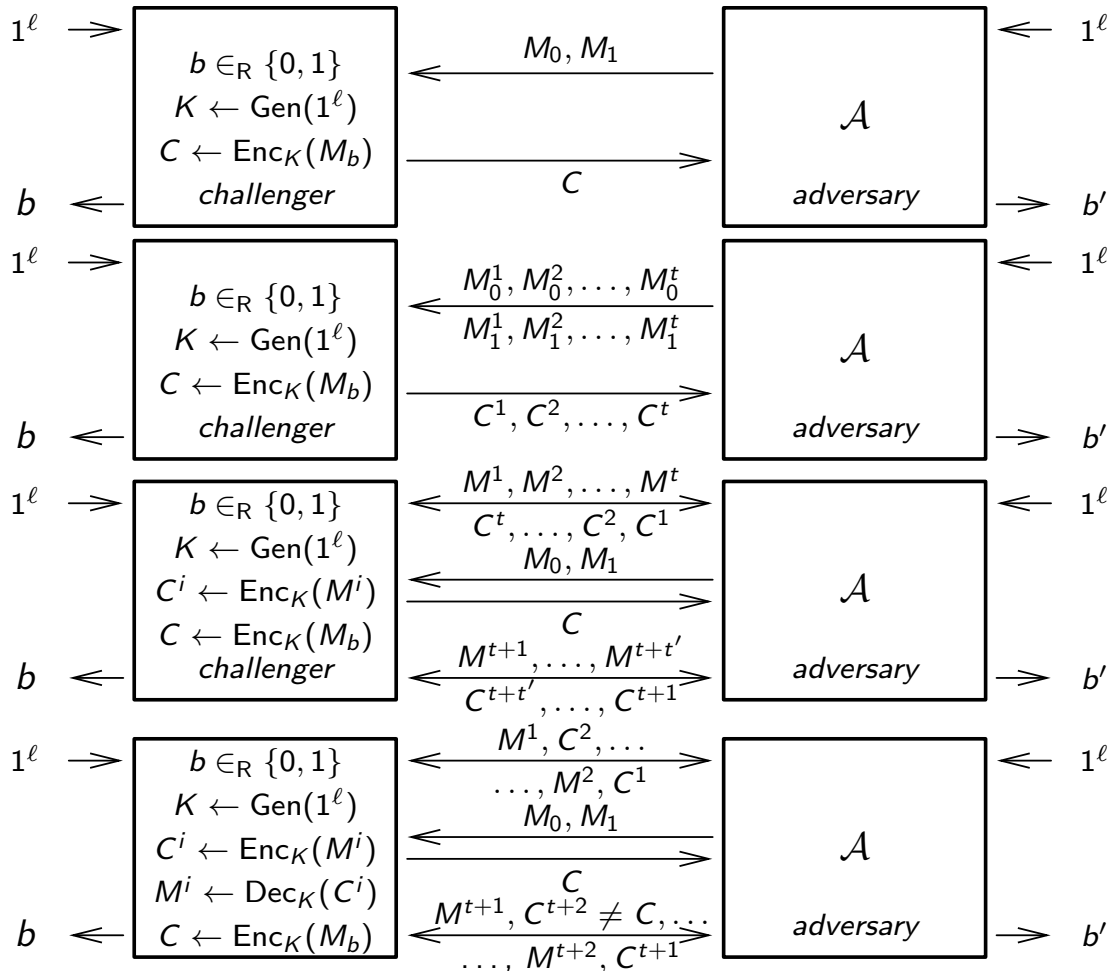 1^ℓ
b ∈_R {0, 1}
K ← Gen(1^ℓ)
C ← Enc_K(M_b)
challenger
b
M_0, M_1
C
1^ℓ
𝒜
adversary
b′
1^ℓ
b ∈_R {0, 1}
K ← Gen(1^ℓ)
C ← Enc_K(M_b)
challenger
b
M_0^1, M_0^2, . . . , M_0^t
M_1^1, M_1^2, . . . , M_1^t
C^1, C^2, . . . , C^t
1^ℓ
𝒜
adversary
b′
1^ℓ
b ∈_R {0, 1}
K ← Gen(1^ℓ)
C^i ← Enc_K(M^i)
C ← Enc_K(M_b)
challenger
b
M^1, M^2, . . . , M^t
C^t, . . . , C^2, C^1
M_0, M_1
C
M^{t+1}, . . . , M^{t+t′}
C^{t+t′}, . . . , C^{t+1}
1^ℓ
𝒜
adversary
b′
1^ℓ
b ∈_R {0, 1}
K ← Gen(1^ℓ)
C^i ← Enc_K(M^i)
M^i ← Dec_K(C^i)
C ← Enc_K(M_b)
b
M^1, C^2, . . .
. . . , M^2, C^1
M_0, M_1
C
M^{t+1}, C^{t+2} ≠ C, . . .
. . . , M^{t+2}, C^{t+1}
1^ℓ
𝒜
adversary
b′